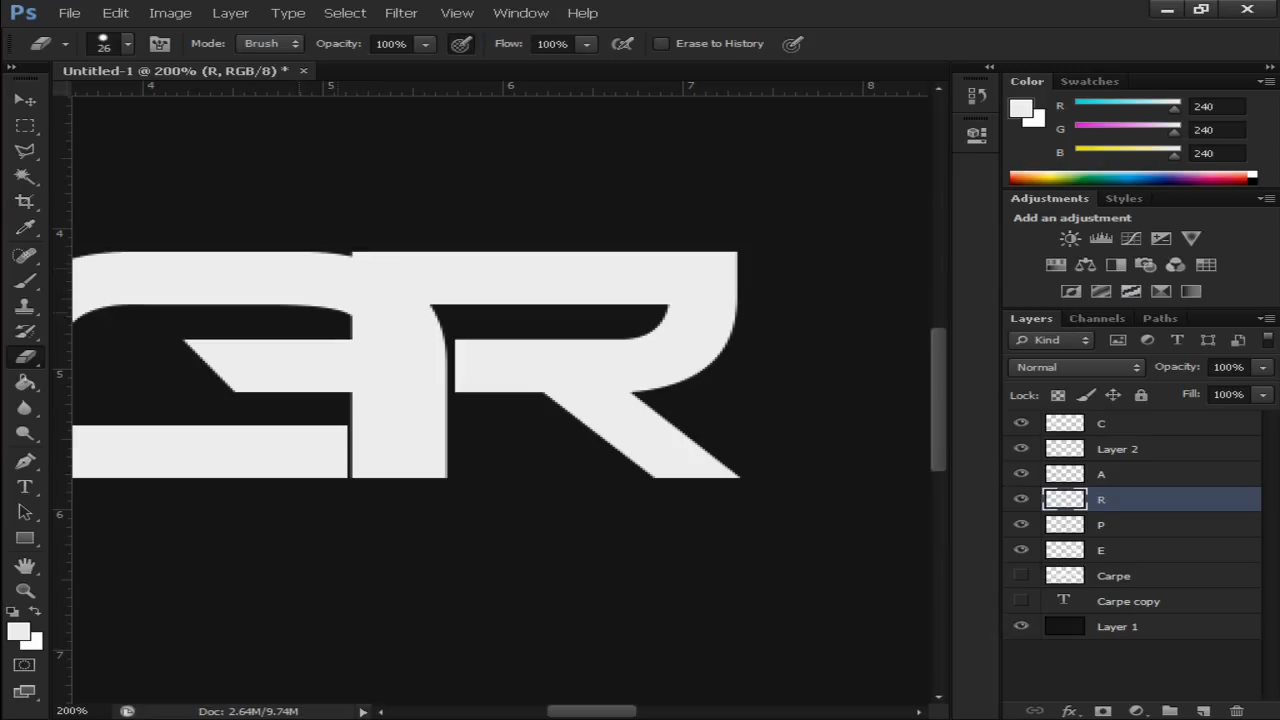 Ps File Edit Image Layer Type Select Filter View Window Help
26 Mode: Brush Opacity: 100% Flow: 100% Erase to History
Untitled-1 @ 200% (R, RGB/8) * ×
4 5 6 7 8
4
5
6
7
R
Color Swatches
R 240
G 240
B 240
Adjustments Styles
Add an adjustment
Layers Channels Paths
Kind
Normal Opacity: 100%
Lock: Fill: 100%
C
Layer 2
A
R
P
E
Carpe
T Carpe copy
Layer 1
200% Doc: 2.64M/9.74M
fx